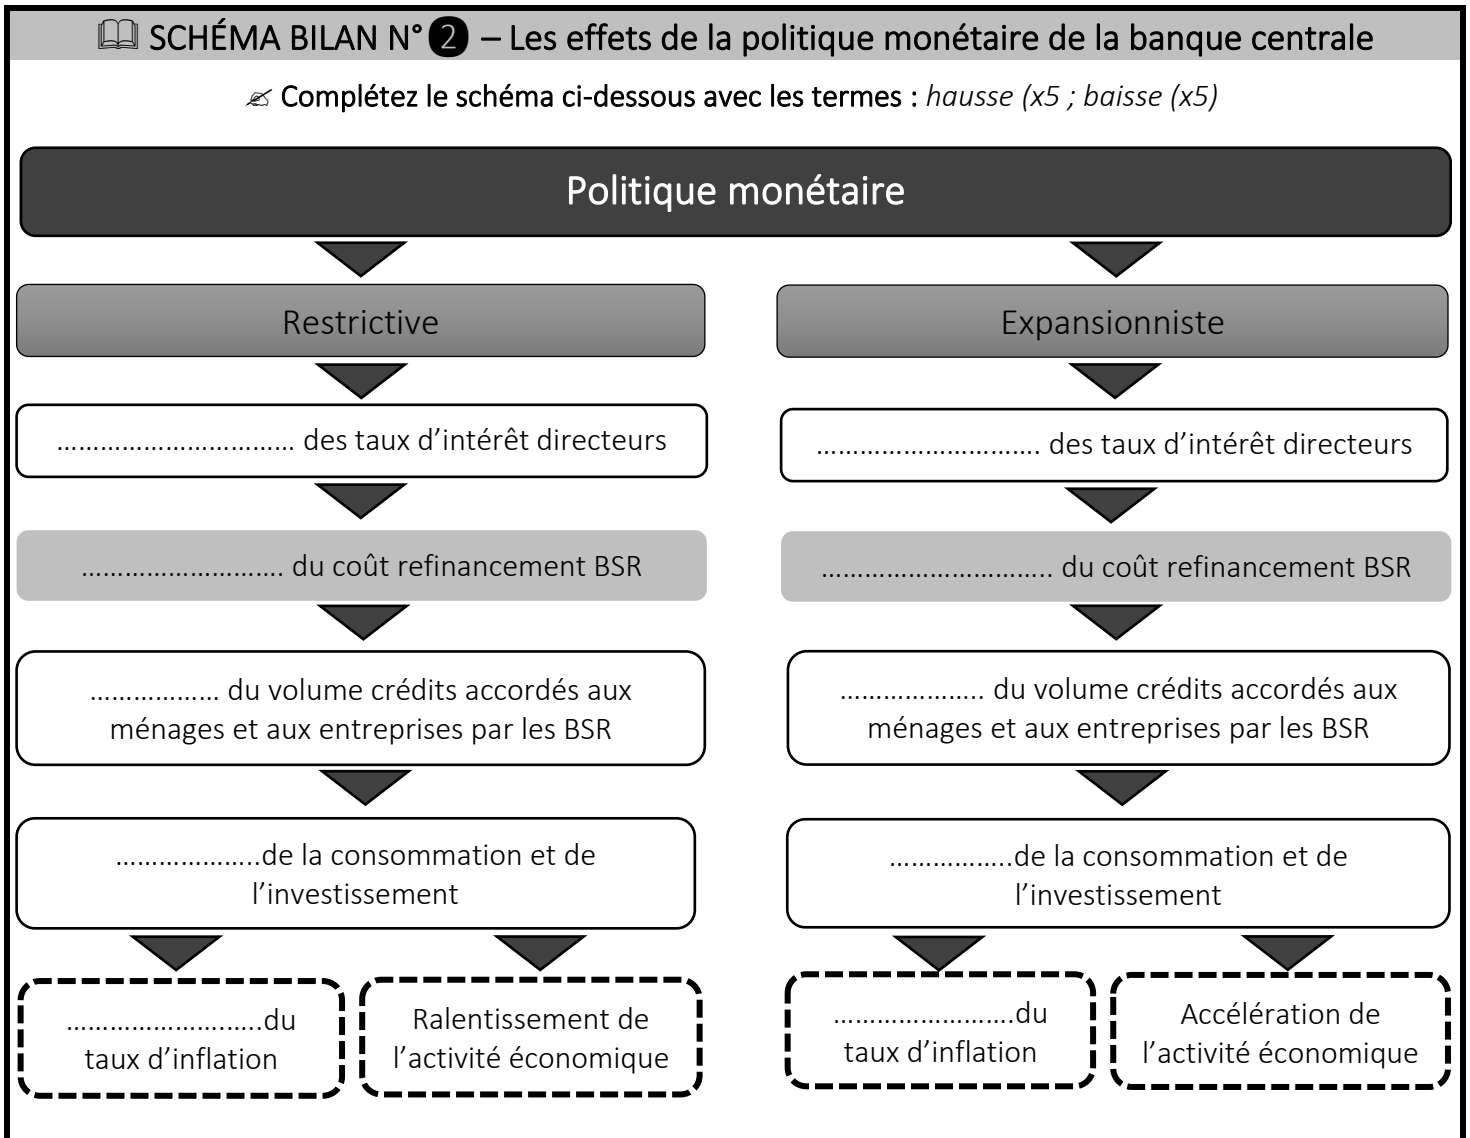 SCHÉMA BILAN N°2 – Les effets de la politique monétaire de la banque centrale
Complétez le schéma ci-dessous avec les termes : hausse (x5 ; baisse (x5)
Politique monétaire
Restrictive
Expansionniste
…………………………… des taux d’intérêt directeurs
…………………………. des taux d’intérêt directeurs
………………………. du coût refinancement BSR
………………………….. du coût refinancement BSR
……………… du volume crédits accordés aux
ménages et aux entreprises par les BSR
……………….. du volume crédits accordés aux
ménages et aux entreprises par les BSR
………………..de la consommation et de
l’investissement
……………..de la consommation et de
l’investissement
………………….…..du
taux d’inflation
Ralentissement de
l’activité économique
…………………….du
taux d’inflation
Accélération de
l’activité économique